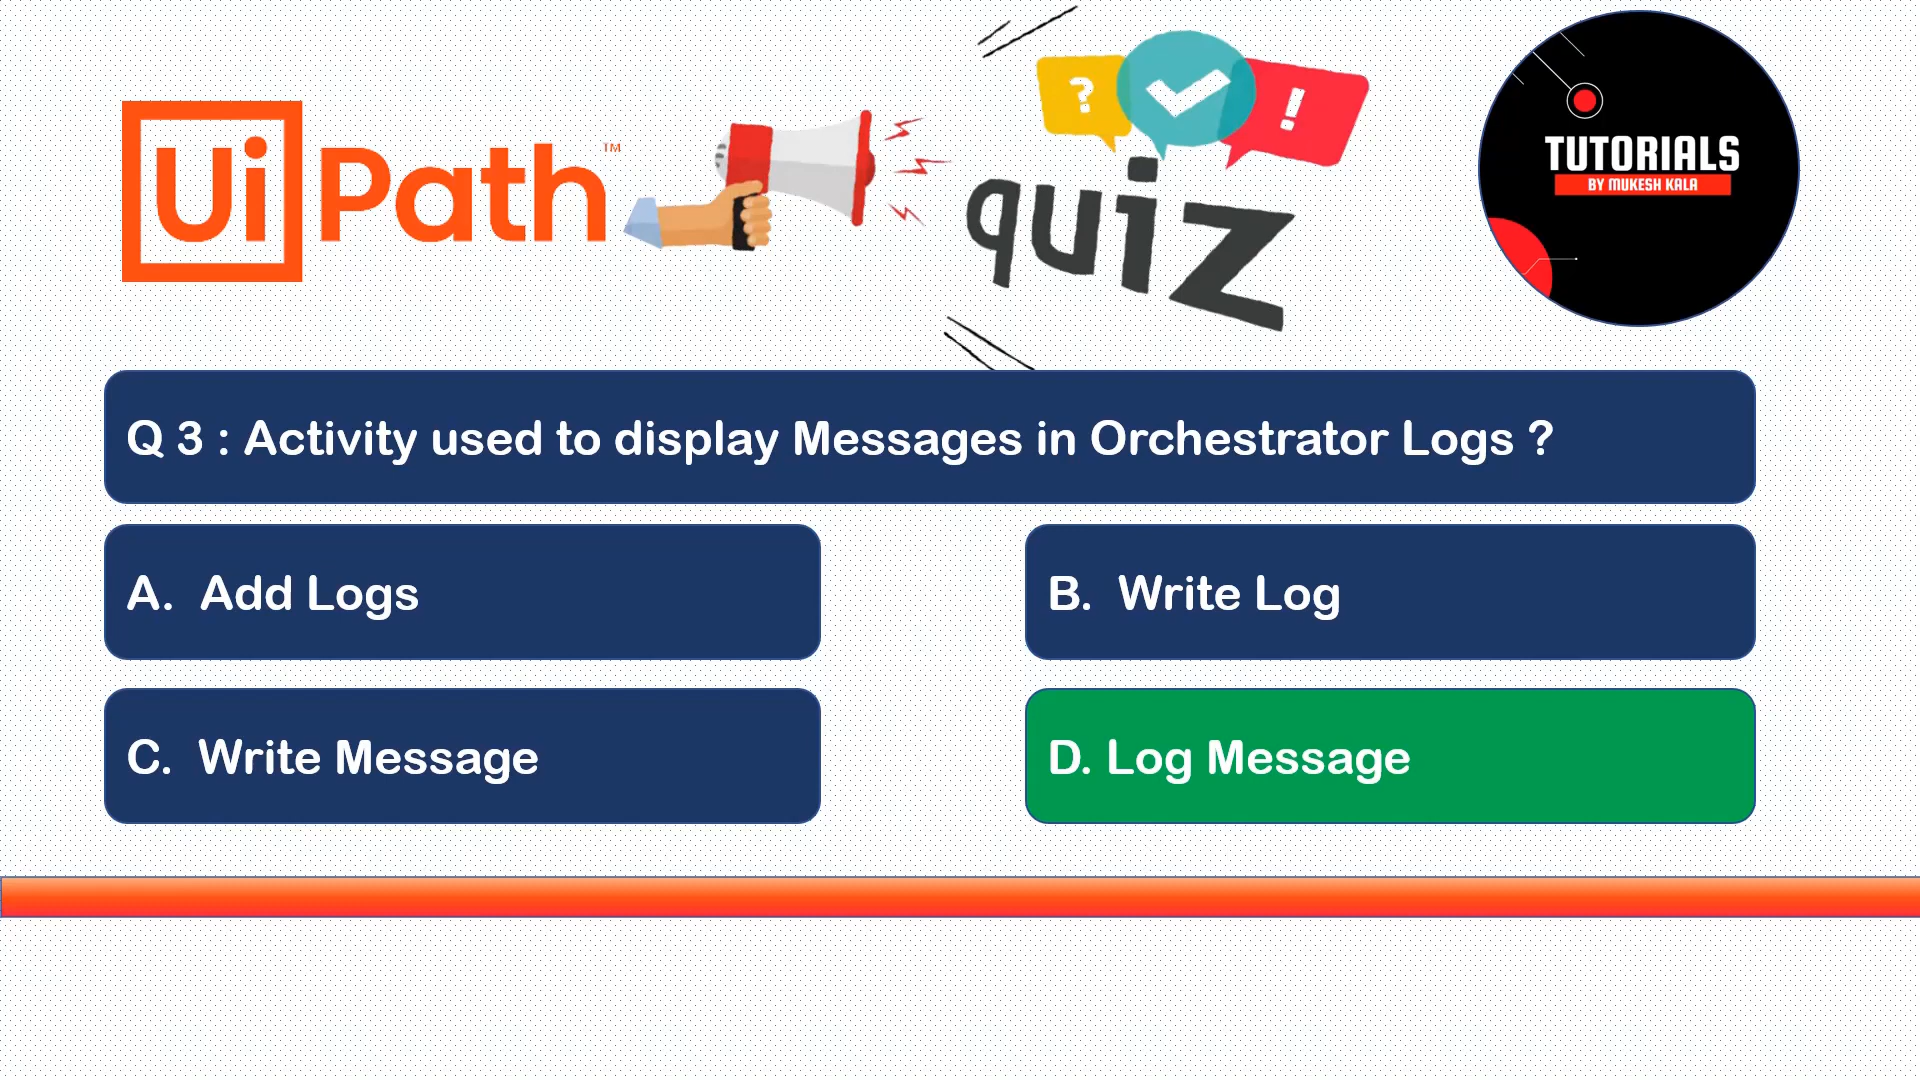 UiPath™
?
!
quiz
TUTORIALS
BY MUKESH KALA
Q 3 : Activity used to display Messages in Orchestrator Logs ?
A. Add Logs
B. Write Log
C. Write Message
D. Log Message